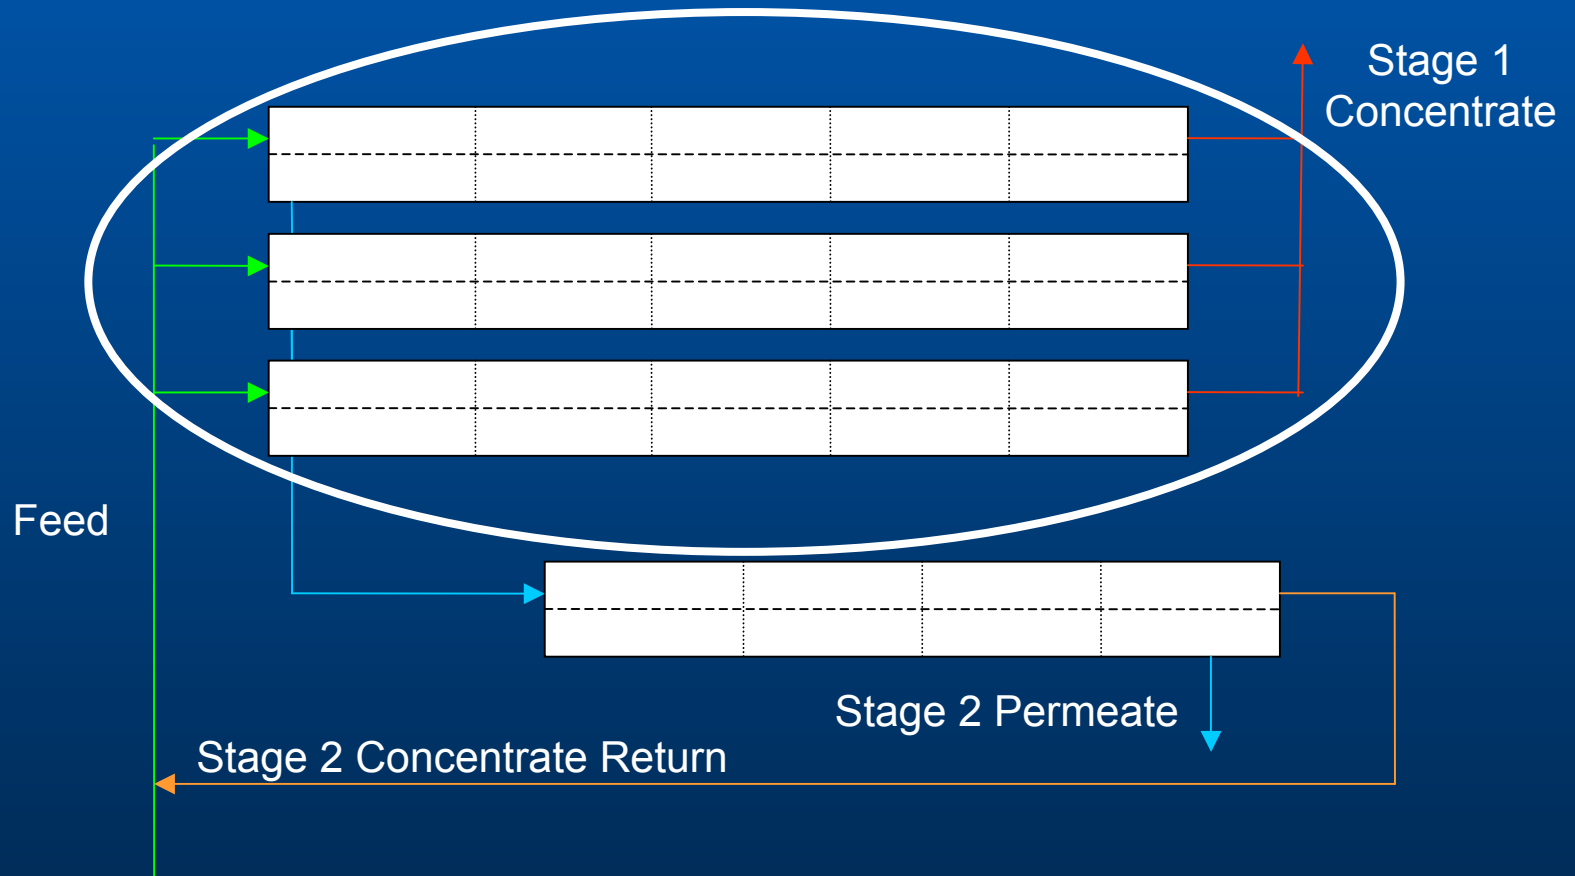 Stage 1
Concentrate
Feed
Stage 2 Permeate
Stage 2 Concentrate Return